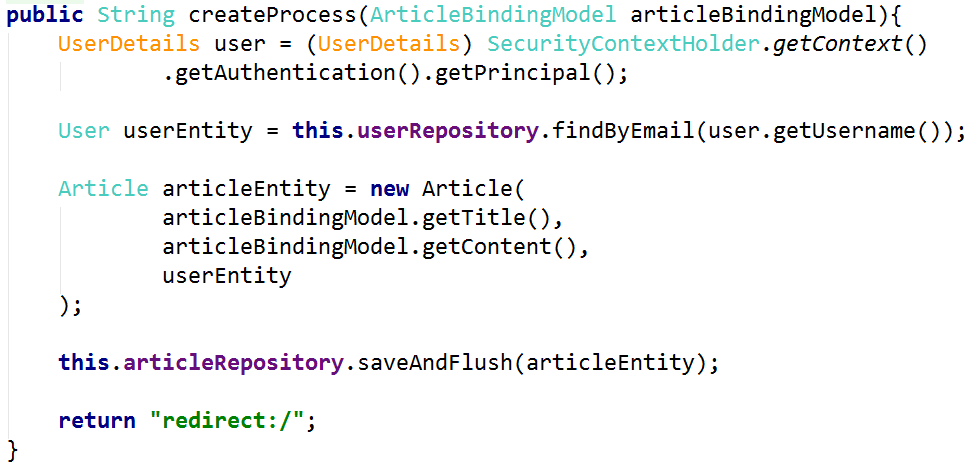 public String createProcess(ArticleBindingModel articleBindingModel){
    UserDetails user = (UserDetails) SecurityContextHolder.getContext()
            .getAuthentication().getPrincipal();
    User userEntity = this.userRepository.findByEmail(user.getUsername());
    Article articleEntity = new Article(
            articleBindingModel.getTitle(),
            articleBindingModel.getContent(),
            userEntity
    );
    this.articleRepository.saveAndFlush(articleEntity);
    return "redirect:/";
}